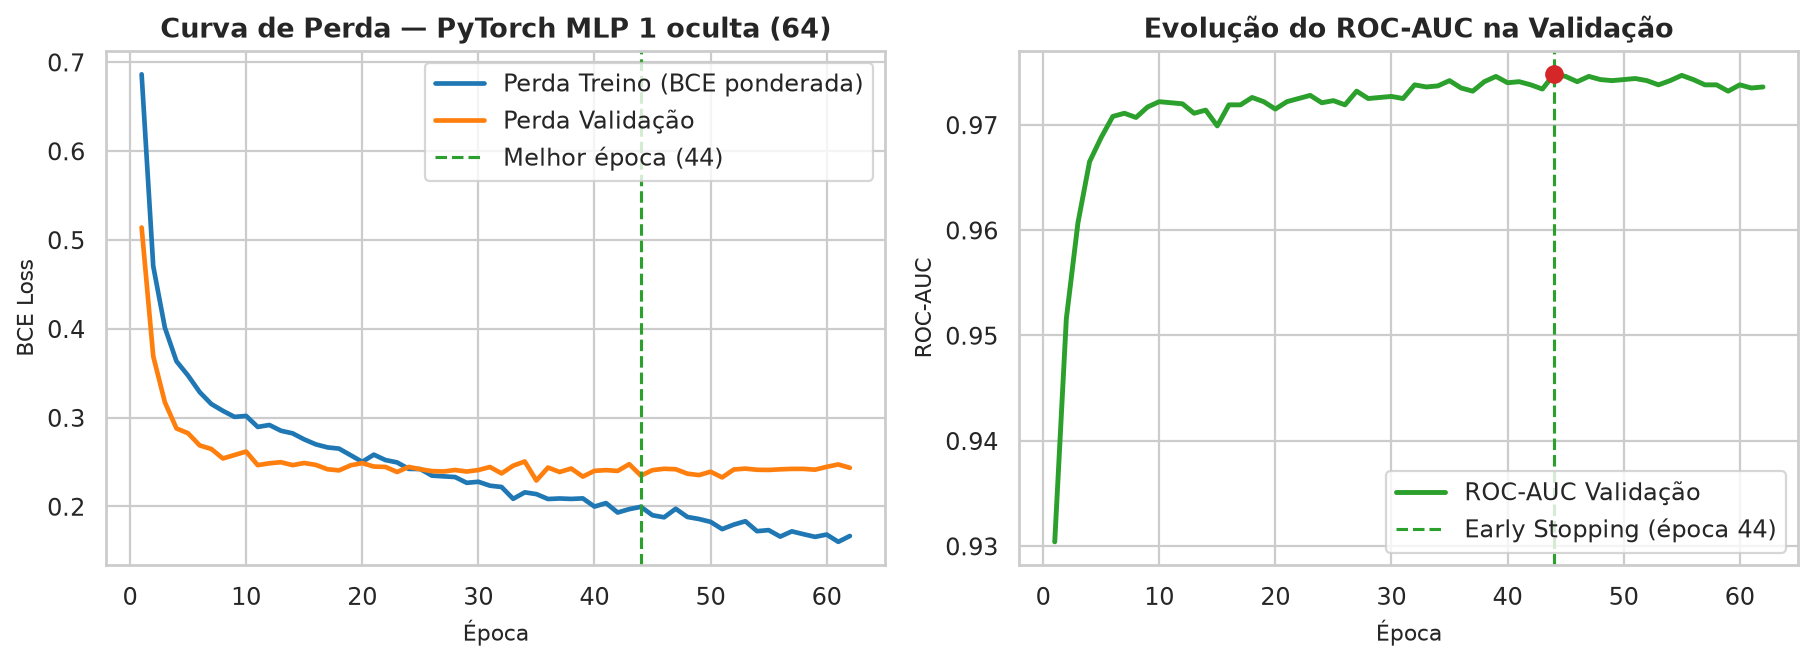 Curva de Perda — PyTorch MLP 1 oculta (64)
Perda Treino (BCE ponderada)
Perda Validação
Melhor época (44)
BCE Loss
0.7
0.6
0.5
0.4
0.3
0.2
0 10 20 30 40 50 60
Época
Evolução do ROC-AUC na Validação
ROC-AUC
0.97
0.96
0.95
0.94
0.93
ROC-AUC Validação
Early Stopping (época 44)
0 10 20 30 40 50 60
Época